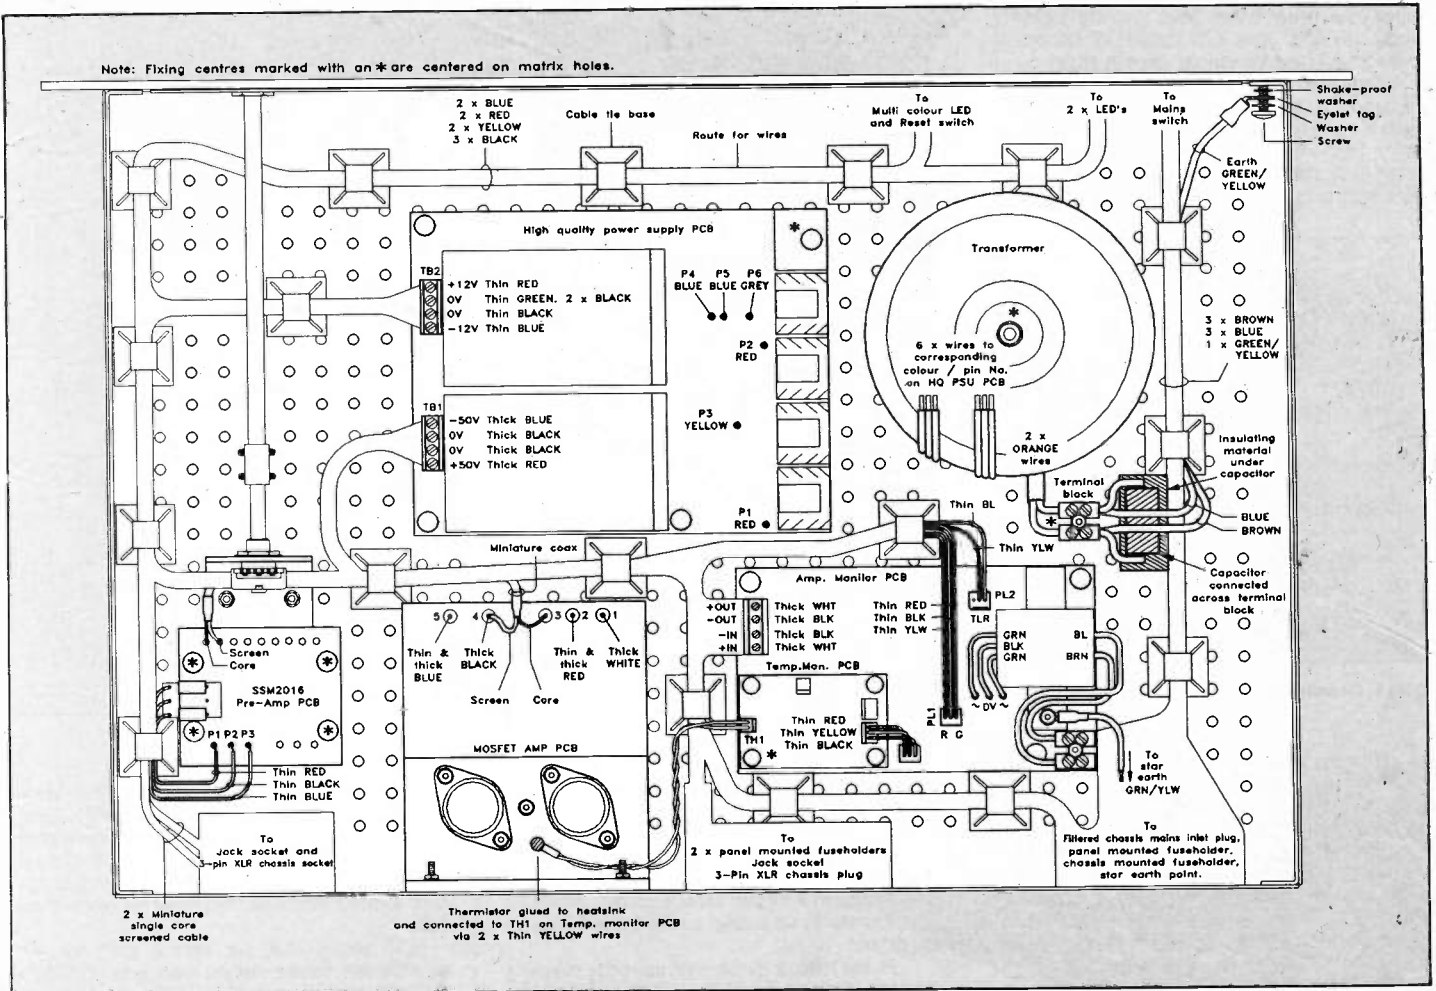 Note: Fixing centres marked with an * are centered on matrix holes.
2 x BLUE
2 x RED
2 x YELLOW
3 x BLACK
Cable tie base
Route for wires
To
Multi colour LED
and Reset switch
To
2 x LED's
To
Mains
switch
Shake-proof
washer
Eyelet tag
Washer
Screw
Earth
GREEN/
YELLOW
High quality power supply PCB
*
Transformer
TB2
+12V Thin RED
0V Thin GREEN, 2 x BLACK
0V Thin BLACK
-12V Thin BLUE
P4
BLUE
P5
BLUE
P6
GREY
P2
RED
*
6 x wires to
corresponding
colour / pin No.
on HQ PSU PCB
3 x BROWN
3 x BLUE
1 x GREEN/
YELLOW
TB1
-50V Thick BLUE
0V Thick BLACK
0V Thick BLACK
+50V Thick RED
P3
YELLOW
2 x
ORANGE
wires
Insulating
material
under
capacitor
Terminal
block
*
BLUE
BROWN
P1
RED
Thin BL
Thin YLW
Miniature coax
Amp. Monitor PCB
Capacitor
connected
across terminal
block
+OUT Thick WHT
-OUT Thick BLK
-IN Thick BLK
+IN Thick WHT
Thin RED
Thin BLK
Thin YLW
PL2
TLR
GRN
BLK
GRN
BL
BRN
~ 0V ~
5 4 3 2 1
Thin &
thick
BLUE
Thick
BLACK
Thin &
thick
RED
Thick
WHITE
Screen Core
Screen
Core
* *
SSM2016
Pre-Amp PCB
* *
P1 P2 P3
Thin RED
Thin BLACK
Thin BLUE
MOSFET AMP PCB
Temp.Mon. PCB
Thin RED
Thin YELLOW
Thin BLACK
TH1
*
PL1
R G
To
star
earth
GRN/YLW
To
Jack socket and
3-pin XLR chassis socket
To
2 x panel mounted fuseholders
Jack socket
3-Pin XLR chassis plug
To
Filtered chassis mains inlet plug,
panel mounted fuseholder,
chassis mounted fuseholder,
star earth point.
2 x Miniature
single core
screened cable
Thermistor glued to heatsink
and connected to TH1 on Temp. monitor PCB
via 2 x Thin YELLOW wires